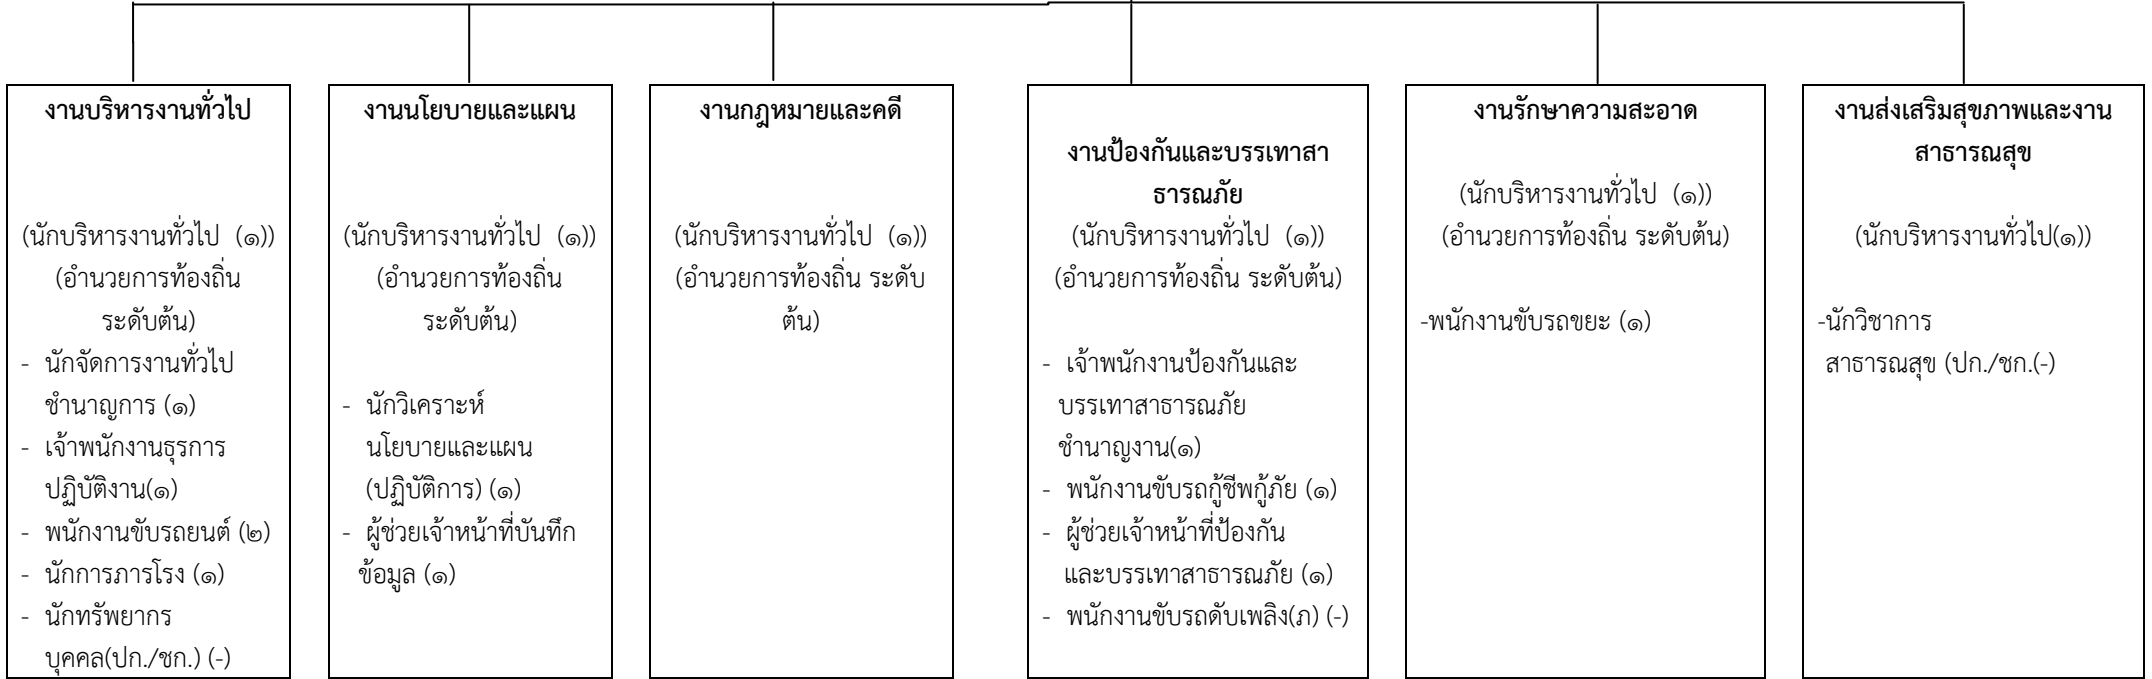 งานบริหารงานทั่วไป
(นักบริหารงานทั่วไป (๑))
(อำนวยการท้องถิ่น
ระดับต้น)
- นักจัดการงานทั่วไป
ชำนาญการ (๑)
- เจ้าพนักงานธุรการ
ปฏิบัติงาน(๑)
- พนักงานขับรถยนต์ (๒)
- นักการภารโรง (๑)
- นักทรัพยากร
บุคคล(ปก./ชก.) (-)
งานนโยบายและแผน
(นักบริหารงานทั่วไป (๑))
(อำนวยการท้องถิ่น
ระดับต้น)
- นักวิเคราะห์
นโยบายและแผน
(ปฏิบัติการ) (๑)
- ผู้ช่วยเจ้าหน้าที่บันทึก
ข้อมูล (๑)
งานกฎหมายและคดี
(นักบริหารงานทั่วไป (๑))
(อำนวยการท้องถิ่น ระดับ
ต้น)
งานป้องกันและบรรเทาสา
ธารณภัย
(นักบริหารงานทั่วไป (๑))
(อำนวยการท้องถิ่น ระดับต้น)
- เจ้าพนักงานป้องกันและ
บรรเทาสาธารณภัย
ชำนาญงาน(๑)
- พนักงานขับรถกู้ชีพกู้ภัย (๑)
- ผู้ช่วยเจ้าหน้าที่ป้องกัน
และบรรเทาสาธารณภัย (๑)
- พนักงานขับรถดับเพลิง(ภ) (-)
งานรักษาความสะอาด
(นักบริหารงานทั่วไป (๑))
(อำนวยการท้องถิ่น ระดับต้น)
-พนักงานขับรถขยะ (๑)
งานส่งเสริมสุขภาพและงาน
สาธารณสุข
(นักบริหารงานทั่วไป(๑))
-นักวิชาการ
สาธารณสุข (ปก./ชก.(-)